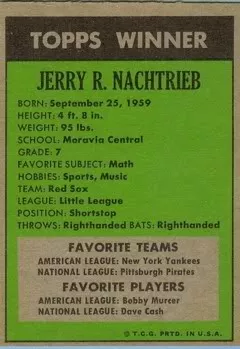 TOPPS WINNER
JERRY R. NACHTRIEB
BORN: September 25, 1959
HEIGHT: 4 ft. 8 in.
WEIGHT: 95 lbs.
SCHOOL: Moravia Central
GRADE: 7
FAVORITE SUBJECT: Math
HOBBIES: Sports, Music
TEAM: Red Sox
LEAGUE: Little League
POSITION: Shortstop
THROWS: Righthanded BATS: Righthanded
FAVORITE TEAMS
AMERICAN LEAGUE: New York Yankees
NATIONAL LEAGUE: Pittsburgh Pirates
FAVORITE PLAYERS
AMERICAN LEAGUE: Bobby Murcer
NATIONAL LEAGUE: Dave Cash
© T.C.G. PRTD. IN U.S.A.